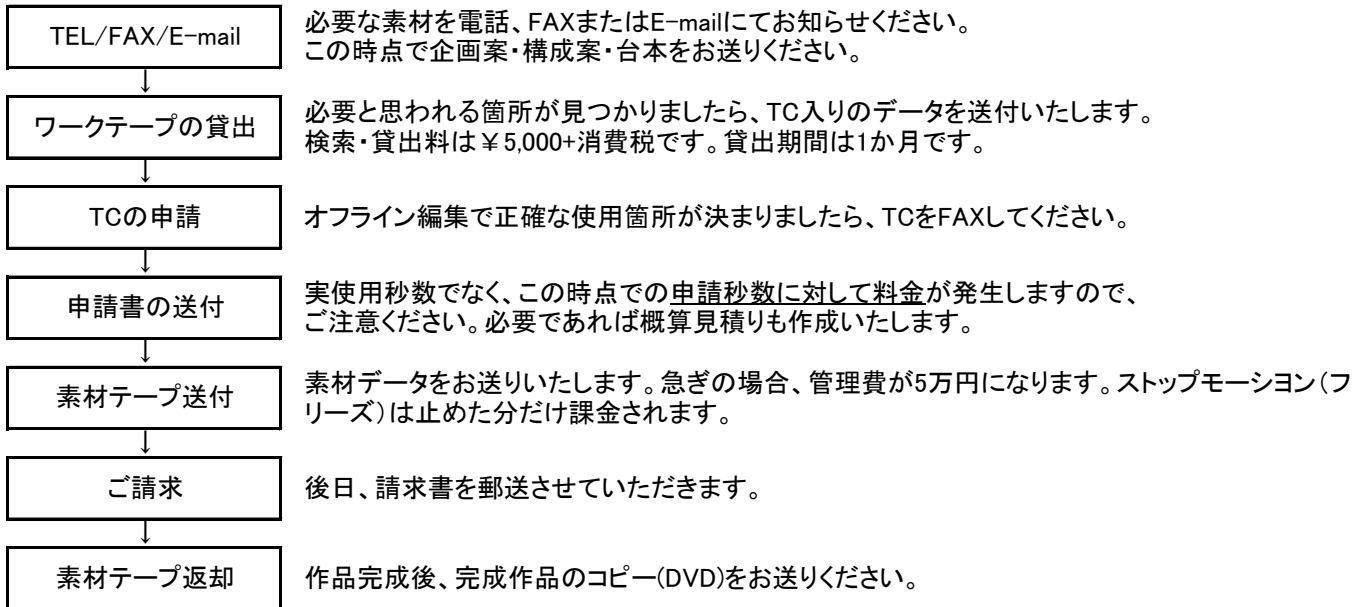 TEL/FAX/E-mail
必要な素材を電話、FAXまたはE-mailにてお知らせください。
この時点で企画案・構成案・台本をお送りください。
↓
ワークテープの貸出
必要と思われる箇所が見つかりましたら、TC入りのデータを送付いたします。
検索・貸出料は￥5,000+消費税です。貸出期間は1か月です。
↓
TCの申請
オフライン編集で正確な使用箇所が決まりましたら、TCをFAXしてください。
↓
申請書の送付
実使用秒数でなく、この時点での申請秒数に対して料金が発生しますので、
ご注意ください。必要であれば概算見積りも作成いたします。
↓
素材テープ送付
素材データをお送りいたします。急ぎの場合、管理費が5万円になります。ストップモーション（フ
リーズ）は止めた分だけ課金されます。
↓
ご請求
後日、請求書を郵送させていただきます。
↓
素材テープ返却
作品完成後、完成作品のコピー(DVD)をお送りください。